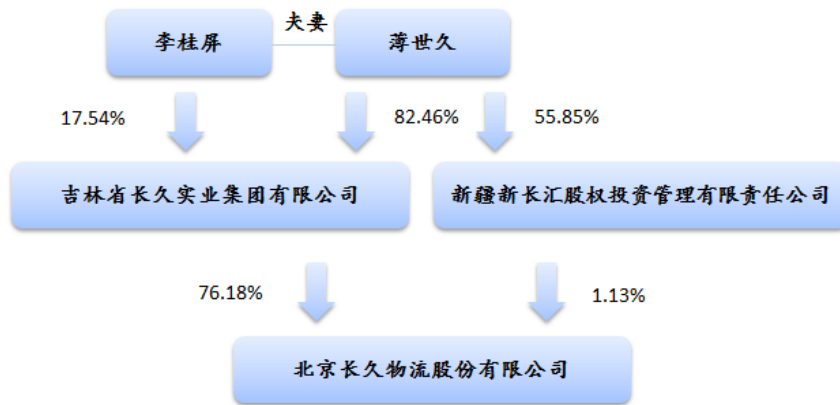 夫妻
李桂屏
薄世久
17.54%
82.46%
55.85%
吉林省长久实业集团有限公司
新疆新长汇股权投资管理有限责任公司
76.18%
1.13%
北京长久物流股份有限公司